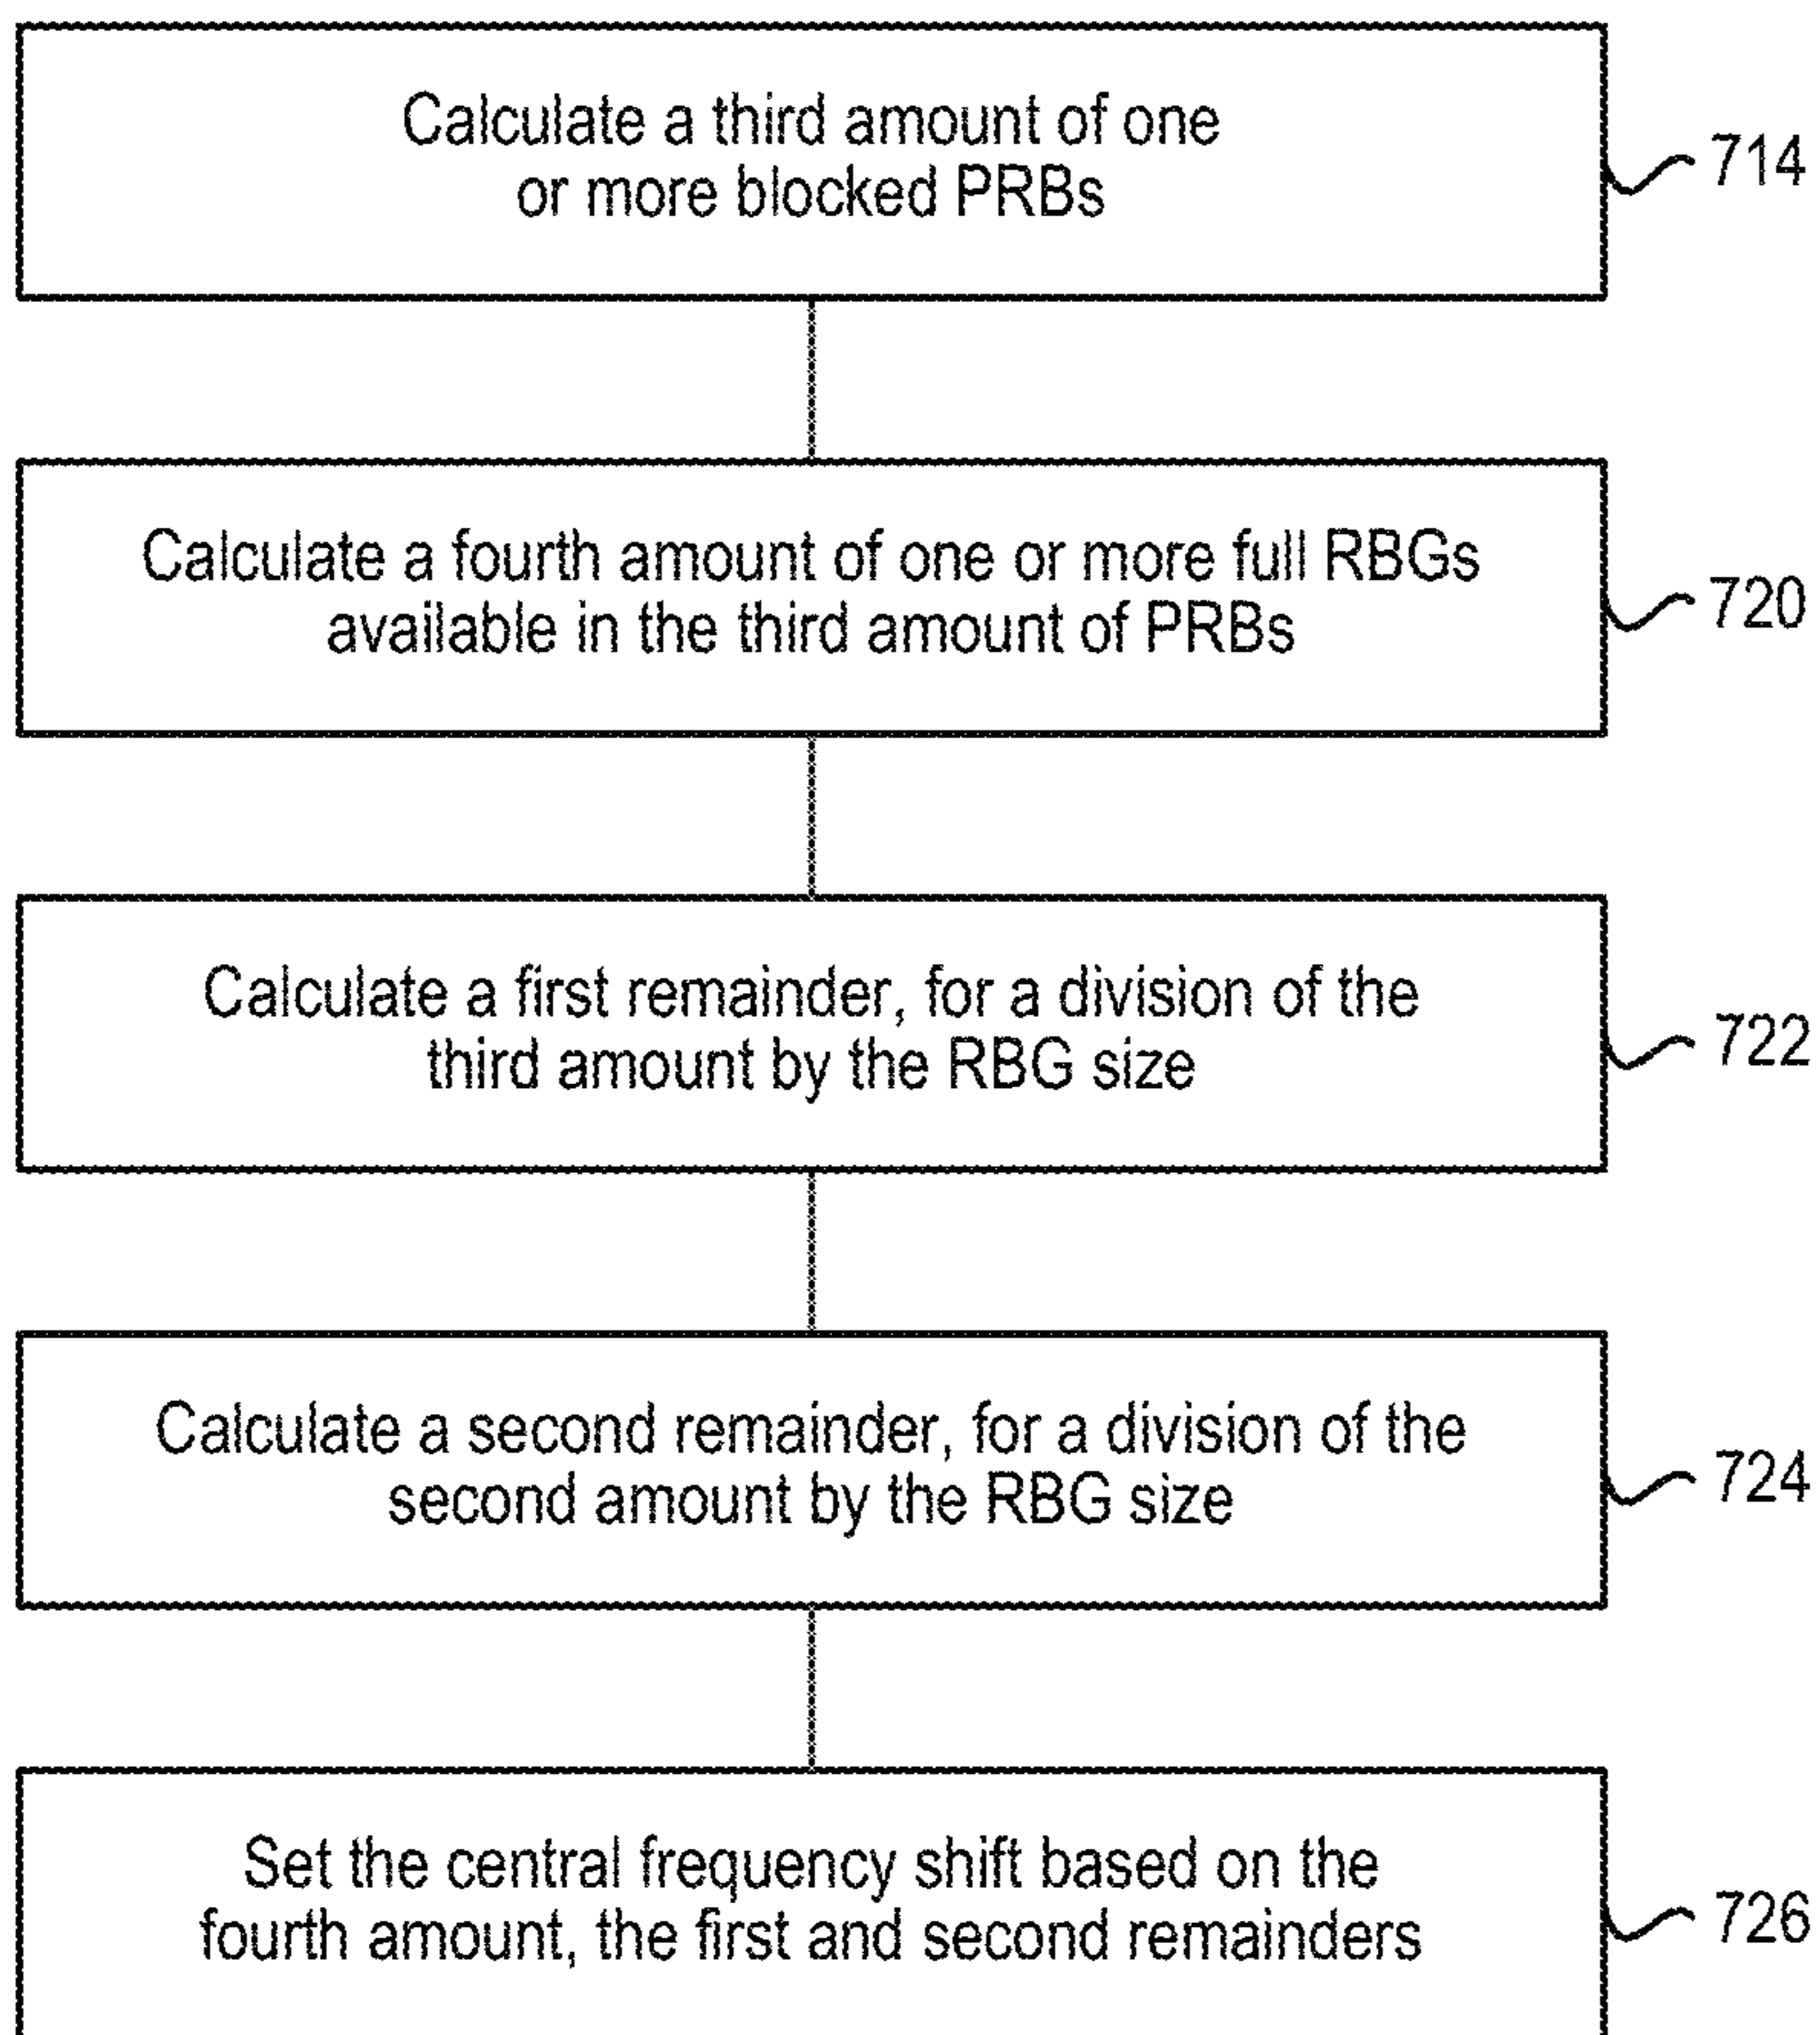 Calculate a third amount of one
or more blocked PRBs
714
Calculate a fourth amount of one or more full RBGs
available in the third amount of PRBs
720
Calculate a first remainder, for a division of the
third amount by the RBG size
722
Calculate a second remainder, for a division of the
second amount by the RBG size
724
Set the central frequency shift based on the
fourth amount, the first and second remainders
726